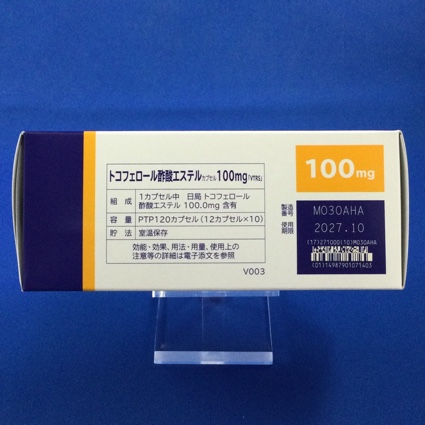 トコフェロール酢酸エステルカプセル100mg「VTRS」
組成 1カプセル中 日局 トコフェロール
酢酸エステル 100.0mg 含有
容量 PTP120カプセル(12カプセル×10)
貯法 室温保存
効能・効果、用法・用量、使用上の
注意等の詳細は電子添文を参照
V003
100mg
製造番号 M030AHA
使用期限 2027.10
(17)271000(10)M030AHA
(01)14987901071403